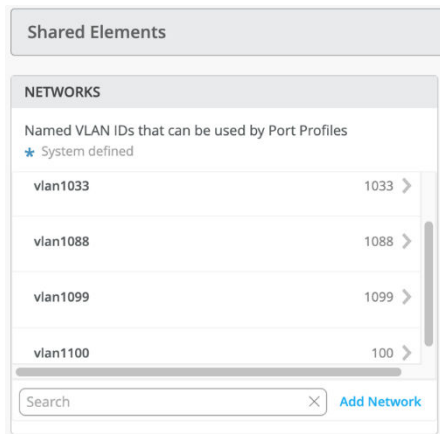 Shared Elements
NETWORKS
Named VLAN IDs that can be used by Port Profiles
* System defined
vlan1033 1033 >
vlan1088 1088 >
vlan1099 1099 >
vlan1100 100 >
Search × Add Network